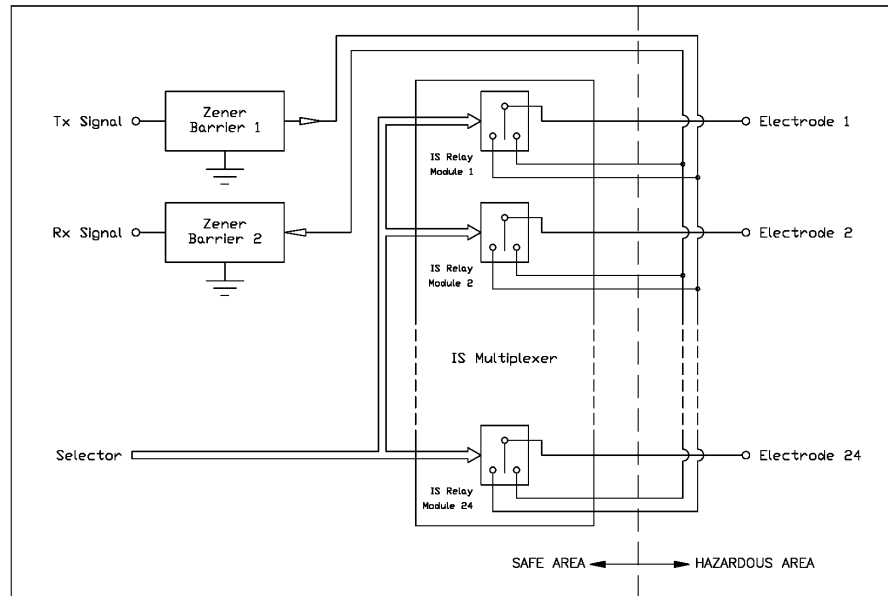 Tx Signal
Zener
Barrier 1
IS Relay
Module 1
Electrode 1
Rx Signal
Zener
Barrier 2
IS Relay
Module 2
Electrode 2
IS Multiplexer
Selector
IS Relay
Module 24
Electrode 24
SAFE AREA
HAZARDOUS AREA